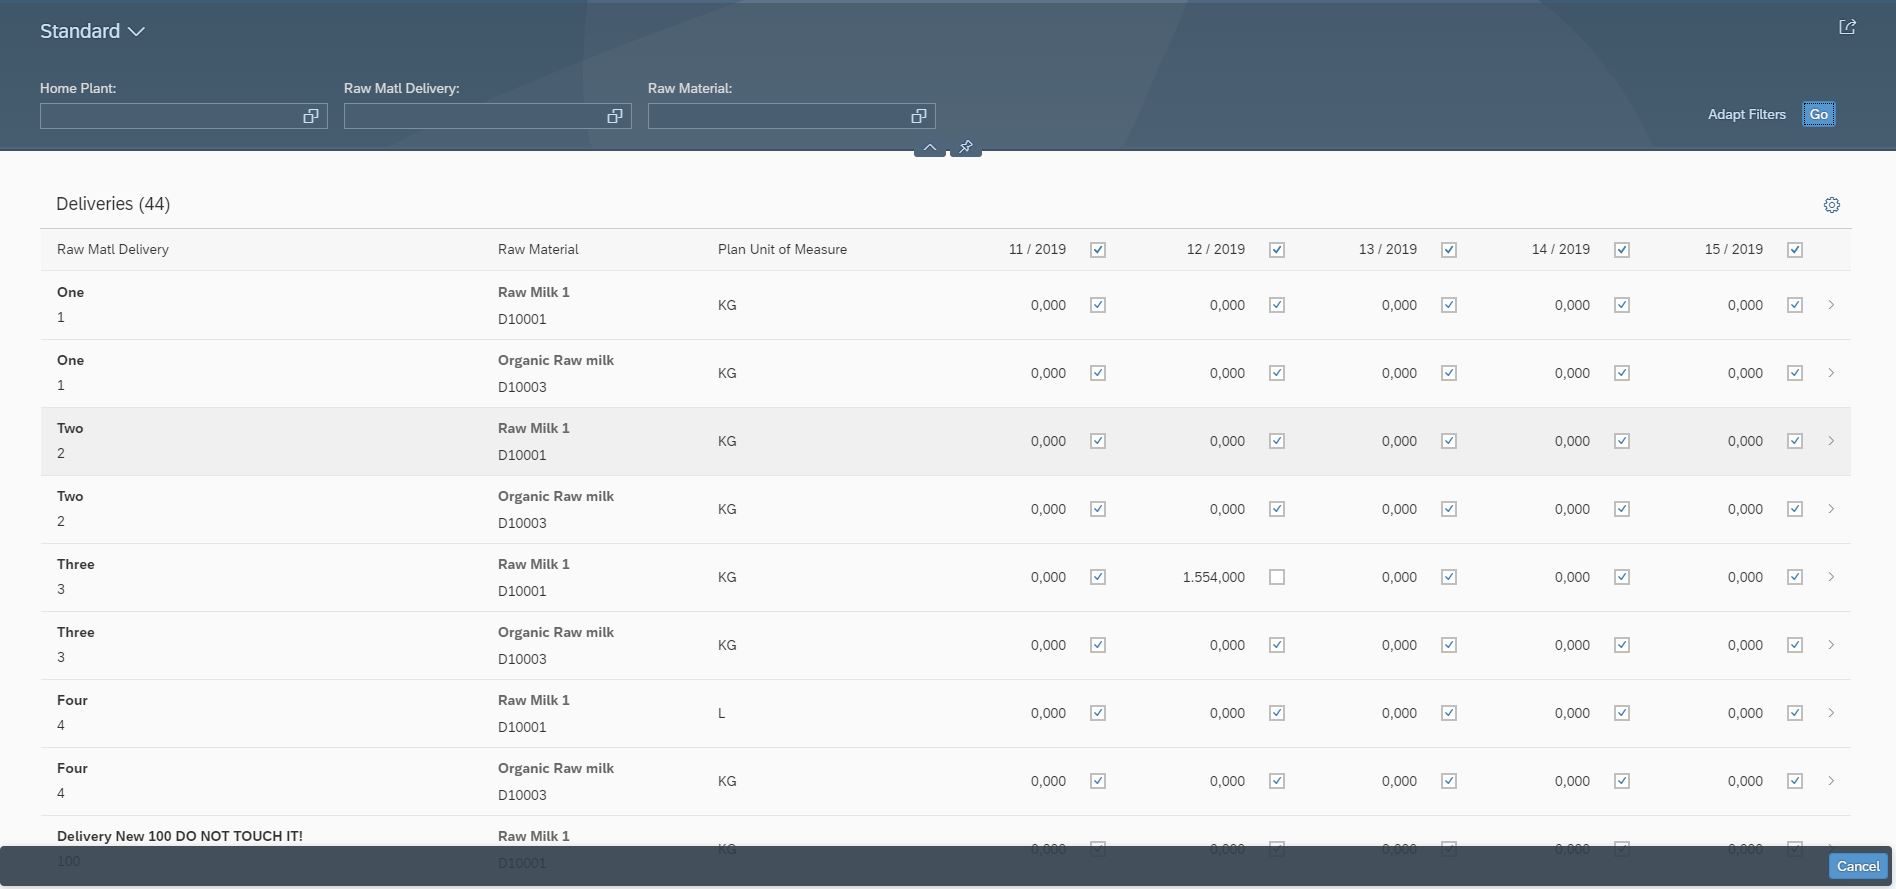 Standard
Home Plant: Raw Matl Delivery: Raw Material:
Adapt Filters Go
Deliveries (44)
Raw Matl Delivery Raw Material Plan Unit of Measure 11 / 2019 12 / 2019 13 / 2019 14 / 2019 15 / 2019
One Raw Milk 1
KG 0,000 0,000 0,000 0,000 0,000
1 D10001
One Organic Raw milk
KG 0,000 0,000 0,000 0,000 0,000
1 D10003
Two Raw Milk 1
KG 0,000 0,000 0,000 0,000 0,000
2 D10001
Two Organic Raw milk
KG 0,000 0,000 0,000 0,000 0,000
2 D10003
Three Raw Milk 1
KG 0,000 1.554,000 0,000 0,000 0,000
3 D10001
Three Organic Raw milk
KG 0,000 0,000 0,000 0,000 0,000
3 D10003
Four Raw Milk 1
L 0,000 0,000 0,000 0,000 0,000
4 D10001
Four Organic Raw milk
KG 0,000 0,000 0,000 0,000 0,000
4 D10003
Delivery New 100 DO NOT TOUCH IT! Raw Milk 1
KG 0,000 0,000 0,000 0,000 0,000
100 D10001
Cancel